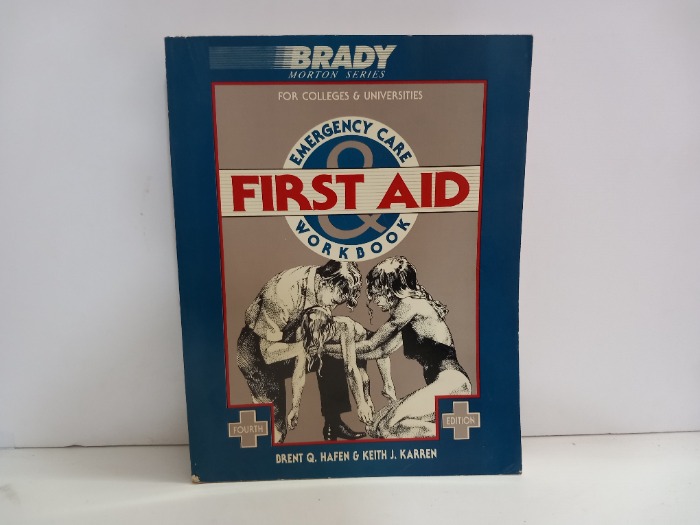 BRADY
MORTON SERIES
FOR COLLEGES & UNIVERSITIES
EMERGENCY CARE
&
FIRST AID
WORKBOOK
FOURTH
EDITION
BRENT Q. HAFEN & KEITH J. KARREN